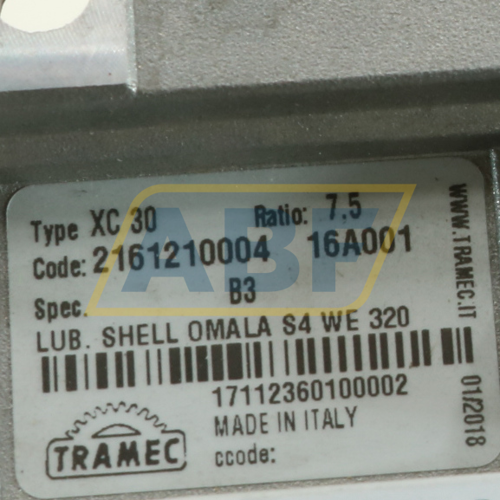 Type XC 30 Ratio: 7,5
Code: 2161210004 16A001
Spec. B3
LUB. SHELL OMALA S4 WE 320
17112360100002
MADE IN ITALY
ccode:
TRAMEC
WWW.TRAMEC.IT
01/2018
ABF